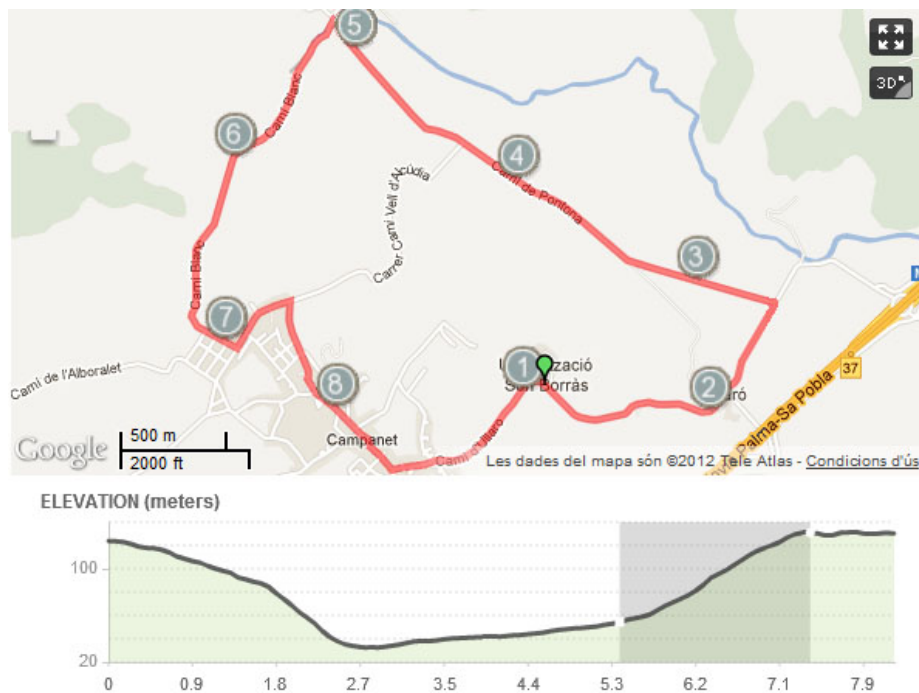 5
3D
6
Camí Blanc
4
Camí de Pontona
Carrer Camí Vell d'Alcúdia
3
Camí Blanc
7
1
Son Borràs
37
2
8
Camí de l'Alboralet
Campanet
Camí d'Ullaro
Palma-Sa Pobla
Google
500 m
2000 ft
Les dades del mapa són ©2012 Tele Atlas - Condicions d'ús
ELEVATION (meters)
100
20
0 0.9 1.8 2.7 3.5 4.4 5.3 6.2 7.1 7.9